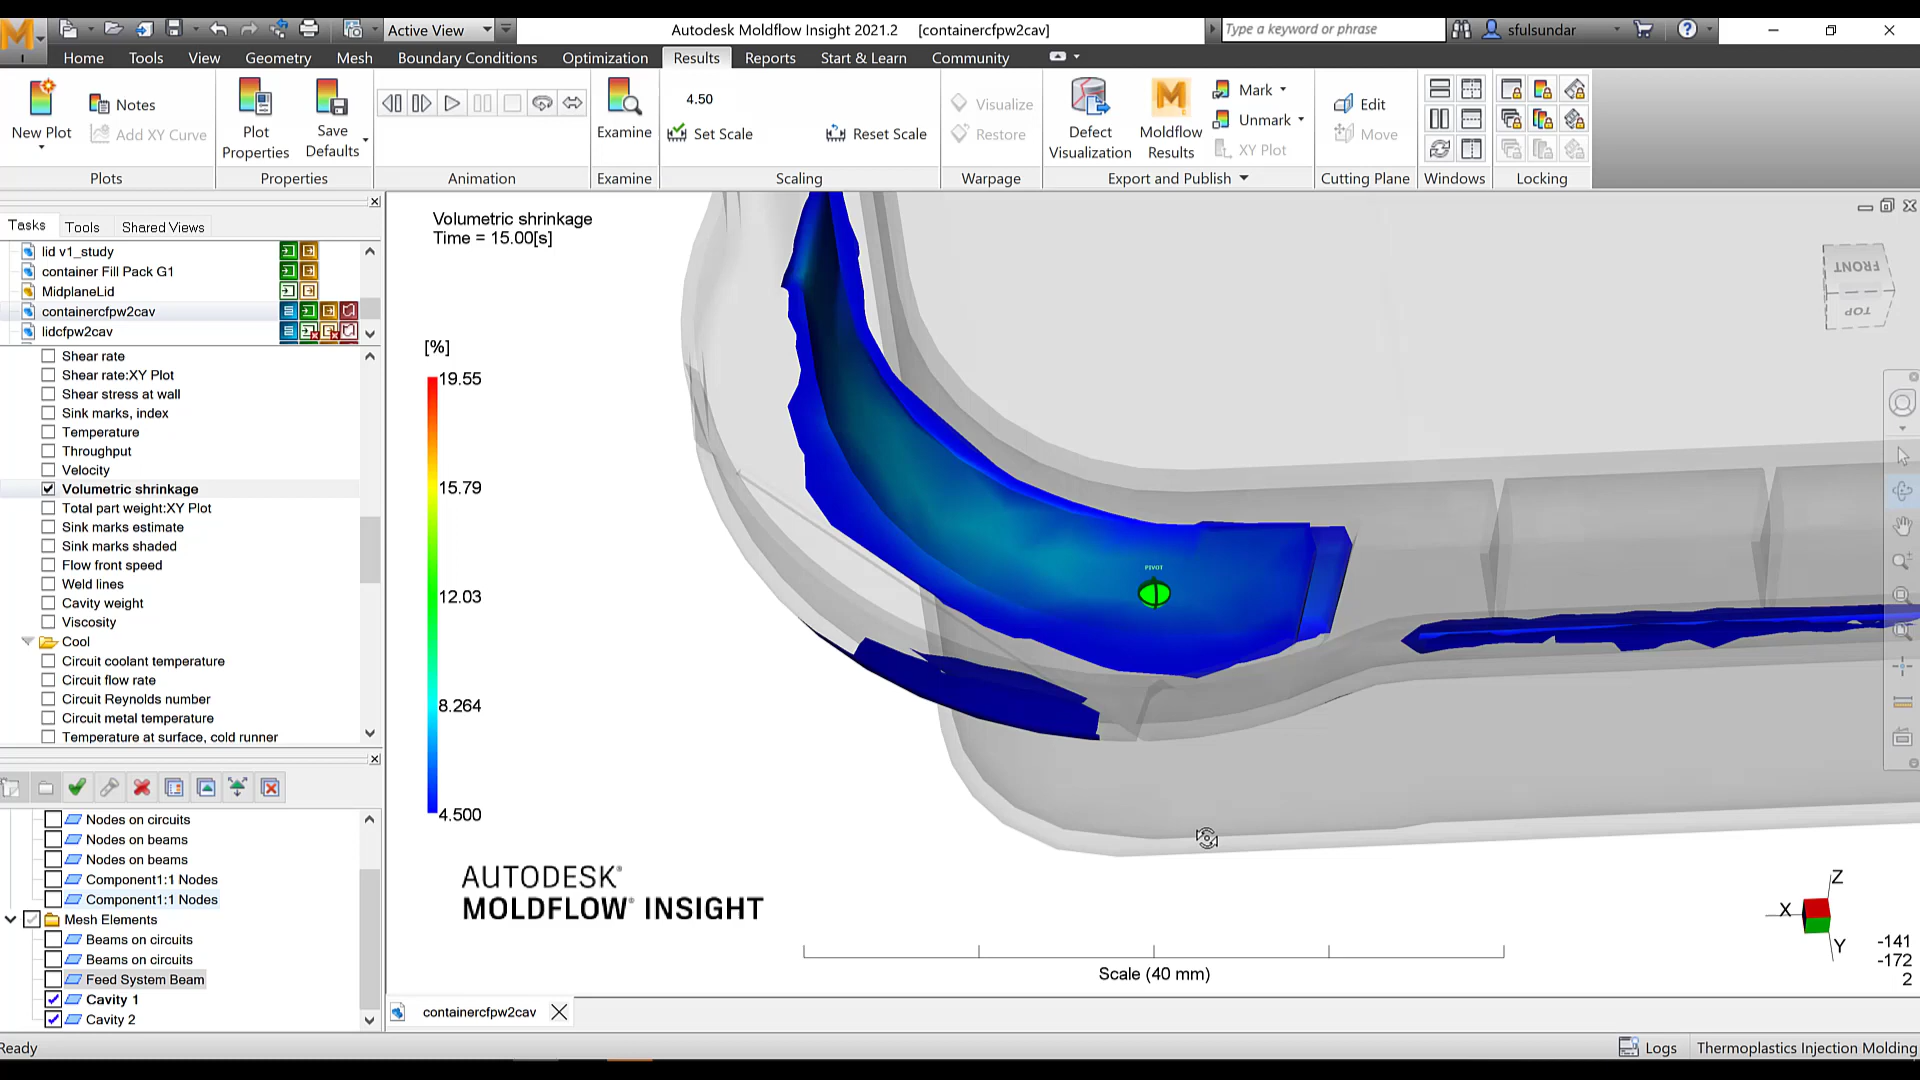 Active View
Autodesk Moldflow Insight 2021.2 [containercfpw2cav]
Type a keyword or phrase
sfulsundar
Home Tools View Geometry Mesh Boundary Conditions Optimization Results Reports Start & Learn Community
New Plot
Notes
Add XY Curve
Plots
Plot Properties
Save Defaults
Properties
Animation
Examine
Examine
4.50
Set Scale
Reset Scale
Scaling
Visualize
Restore
Warpage
Defect Visualization
Moldflow Results
Mark
Unmark
XY Plot
Export and Publish
Edit
Move
Cutting Plane
Windows
Locking
Tasks Tools Shared Views
lid v1_study
container Fill Pack G1
MidplaneLid
containercfpw2cav
lidcfpw2cav
Shear rate
Shear rate:XY Plot
Shear stress at wall
Sink marks, index
Temperature
Throughput
Velocity
Volumetric shrinkage
Total part weight:XY Plot
Sink marks estimate
Sink marks shaded
Flow front speed
Weld lines
Cavity weight
Viscosity
Cool
Circuit coolant temperature
Circuit flow rate
Circuit Reynolds number
Circuit metal temperature
Temperature at surface, cold runner
Nodes on circuits
Nodes on beams
Nodes on beams
Component1:1 Nodes
Component1:1 Nodes
Mesh Elements
Beams on circuits
Beams on circuits
Feed System Beam
Cavity 1
Cavity 2
Volumetric shrinkage
Time = 15.00[s]
[%]
19.55
15.79
12.03
8.264
4.500
PIVOT
FRONT
TOP
AUTODESK®
MOLDFLOW® INSIGHT
Scale (40 mm)
Z
X
Y
-141
-172
2
containercfpw2cav
Ready
Logs
Thermoplastics Injection Molding